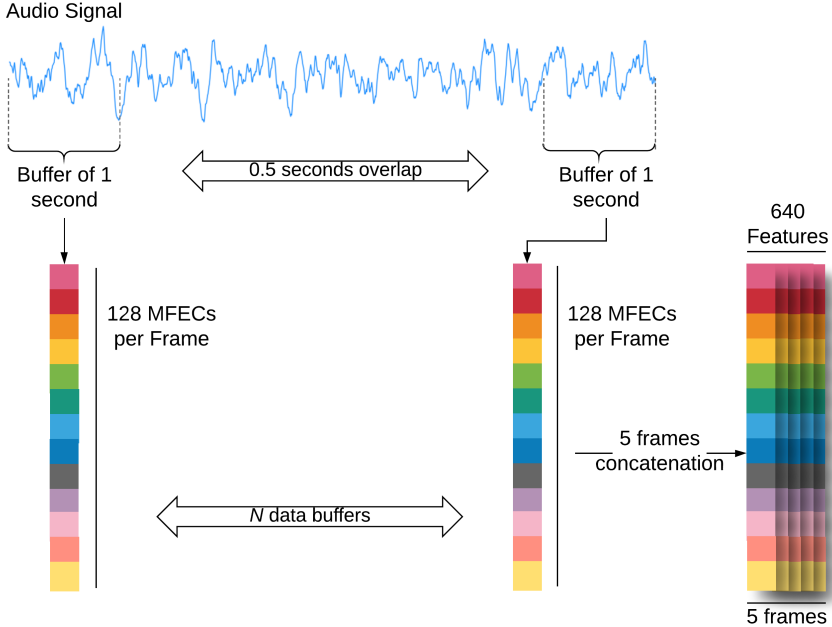 Audio Signal
Buffer of 1
second
0.5 seconds overlap
Buffer of 1
second
640
Features
128 MFECs
per Frame
128 MFECs
per Frame
5 frames
concatenation
N data buffers
5 frames